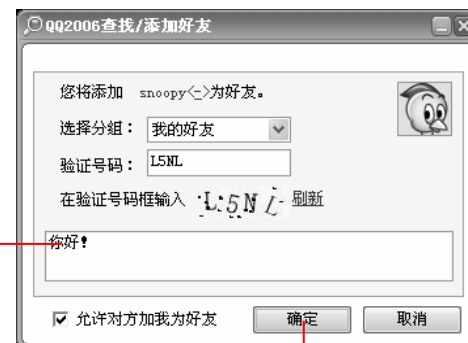 QQ2006查找/添加好友
您将添加 snoopy<_>为好友。
选择分组： 我的好友
验证号码： L5NL
在验证号码框输入 L5NL 刷新
你好！
允许对方加我为好友 确定 取消